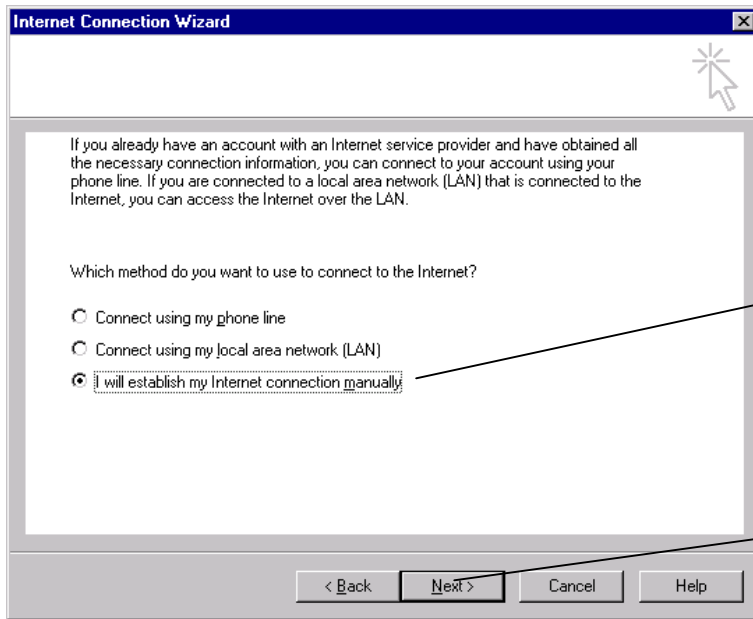 Internet Connection Wizard
If you already have an account with an Internet service provider and have obtained all
the necessary connection information, you can connect to your account using your
phone line. If you are connected to a local area network (LAN) that is connected to the
Internet, you can access the Internet over the LAN.
Which method do you want to use to connect to the Internet?
Connect using my phone line
Connect using my local area network (LAN)
I will establish my Internet connection manually
< Back Next > Cancel Help